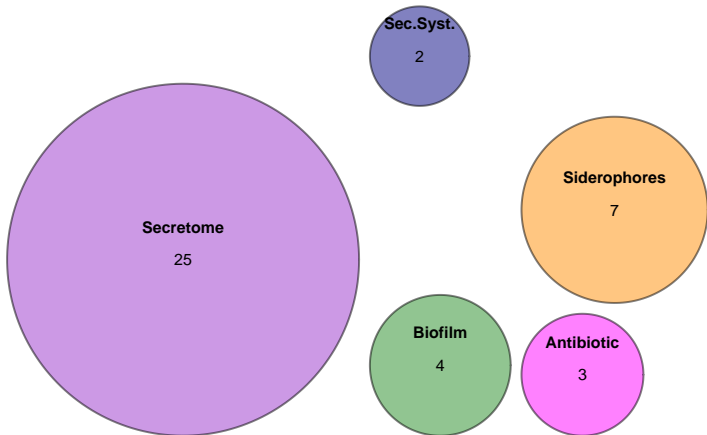 Sec.Syst.
2
Siderophores
7
Secretome
25
Biofilm
4
Antibiotic
3